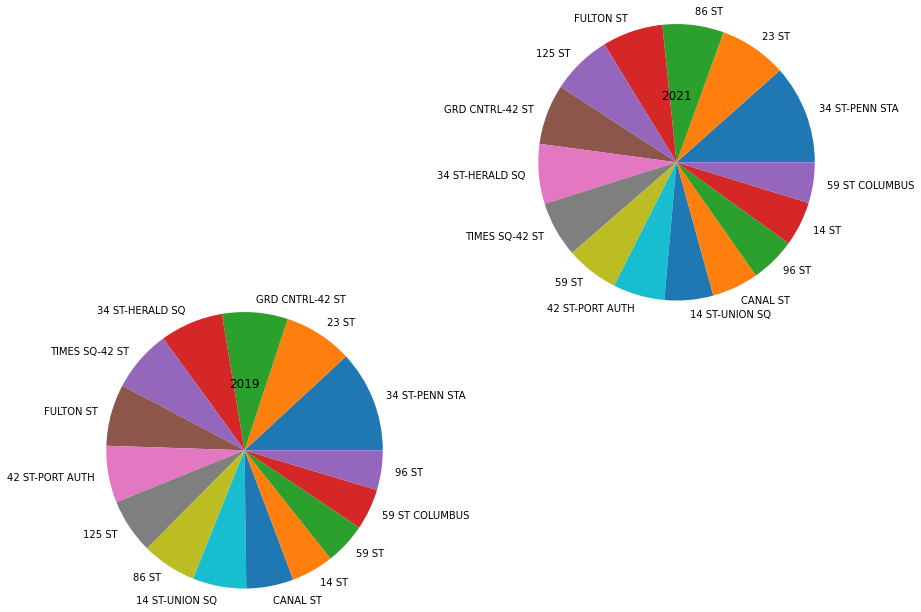 86 ST
FULTON ST
23 ST
125 ST
2021
34 ST-PENN STA
GRD CNTRL-42 ST
34 ST-HERALD SQ
59 ST COLUMBUS
TIMES SQ-42 ST
14 ST
59 ST
96 ST
42 ST-PORT AUTH
CANAL ST
14 ST-UNION SQ
GRD CNTRL-42 ST
34 ST-HERALD SQ
23 ST
TIMES SQ-42 ST
2019
34 ST-PENN STA
FULTON ST
42 ST-PORT AUTH
96 ST
59 ST COLUMBUS
125 ST
59 ST
86 ST
14 ST
14 ST-UNION SQ
CANAL ST